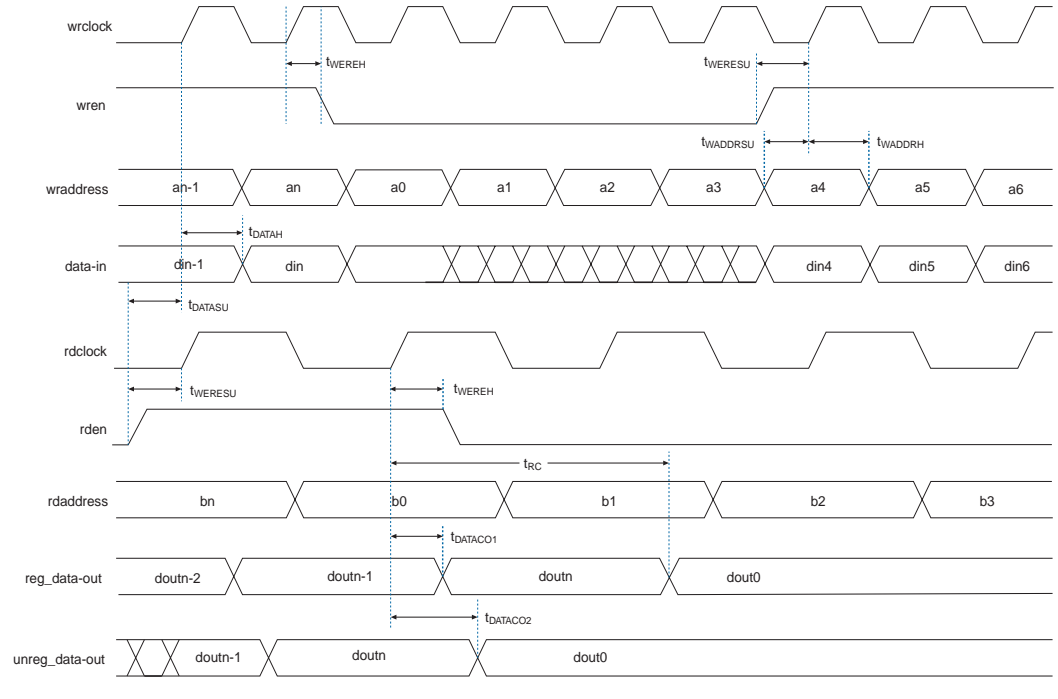 wrclock
tWEREH
tWERESU
wren
tWADDRSU
tWADDRH
wraddress
an-1
an
a0
a1
a2
a3
a4
a5
a6
tDATAH
data-in
din-1
din
din4
din5
din6
tDATASU
rdclock
tWERESU
tWEREH
rden
tRC
rdaddress
bn
b0
b1
b2
b3
tDATACO1
reg_data-out
doutn-2
doutn-1
doutn
dout0
tDATACO2
unreg_data-out
doutn-1
doutn
dout0